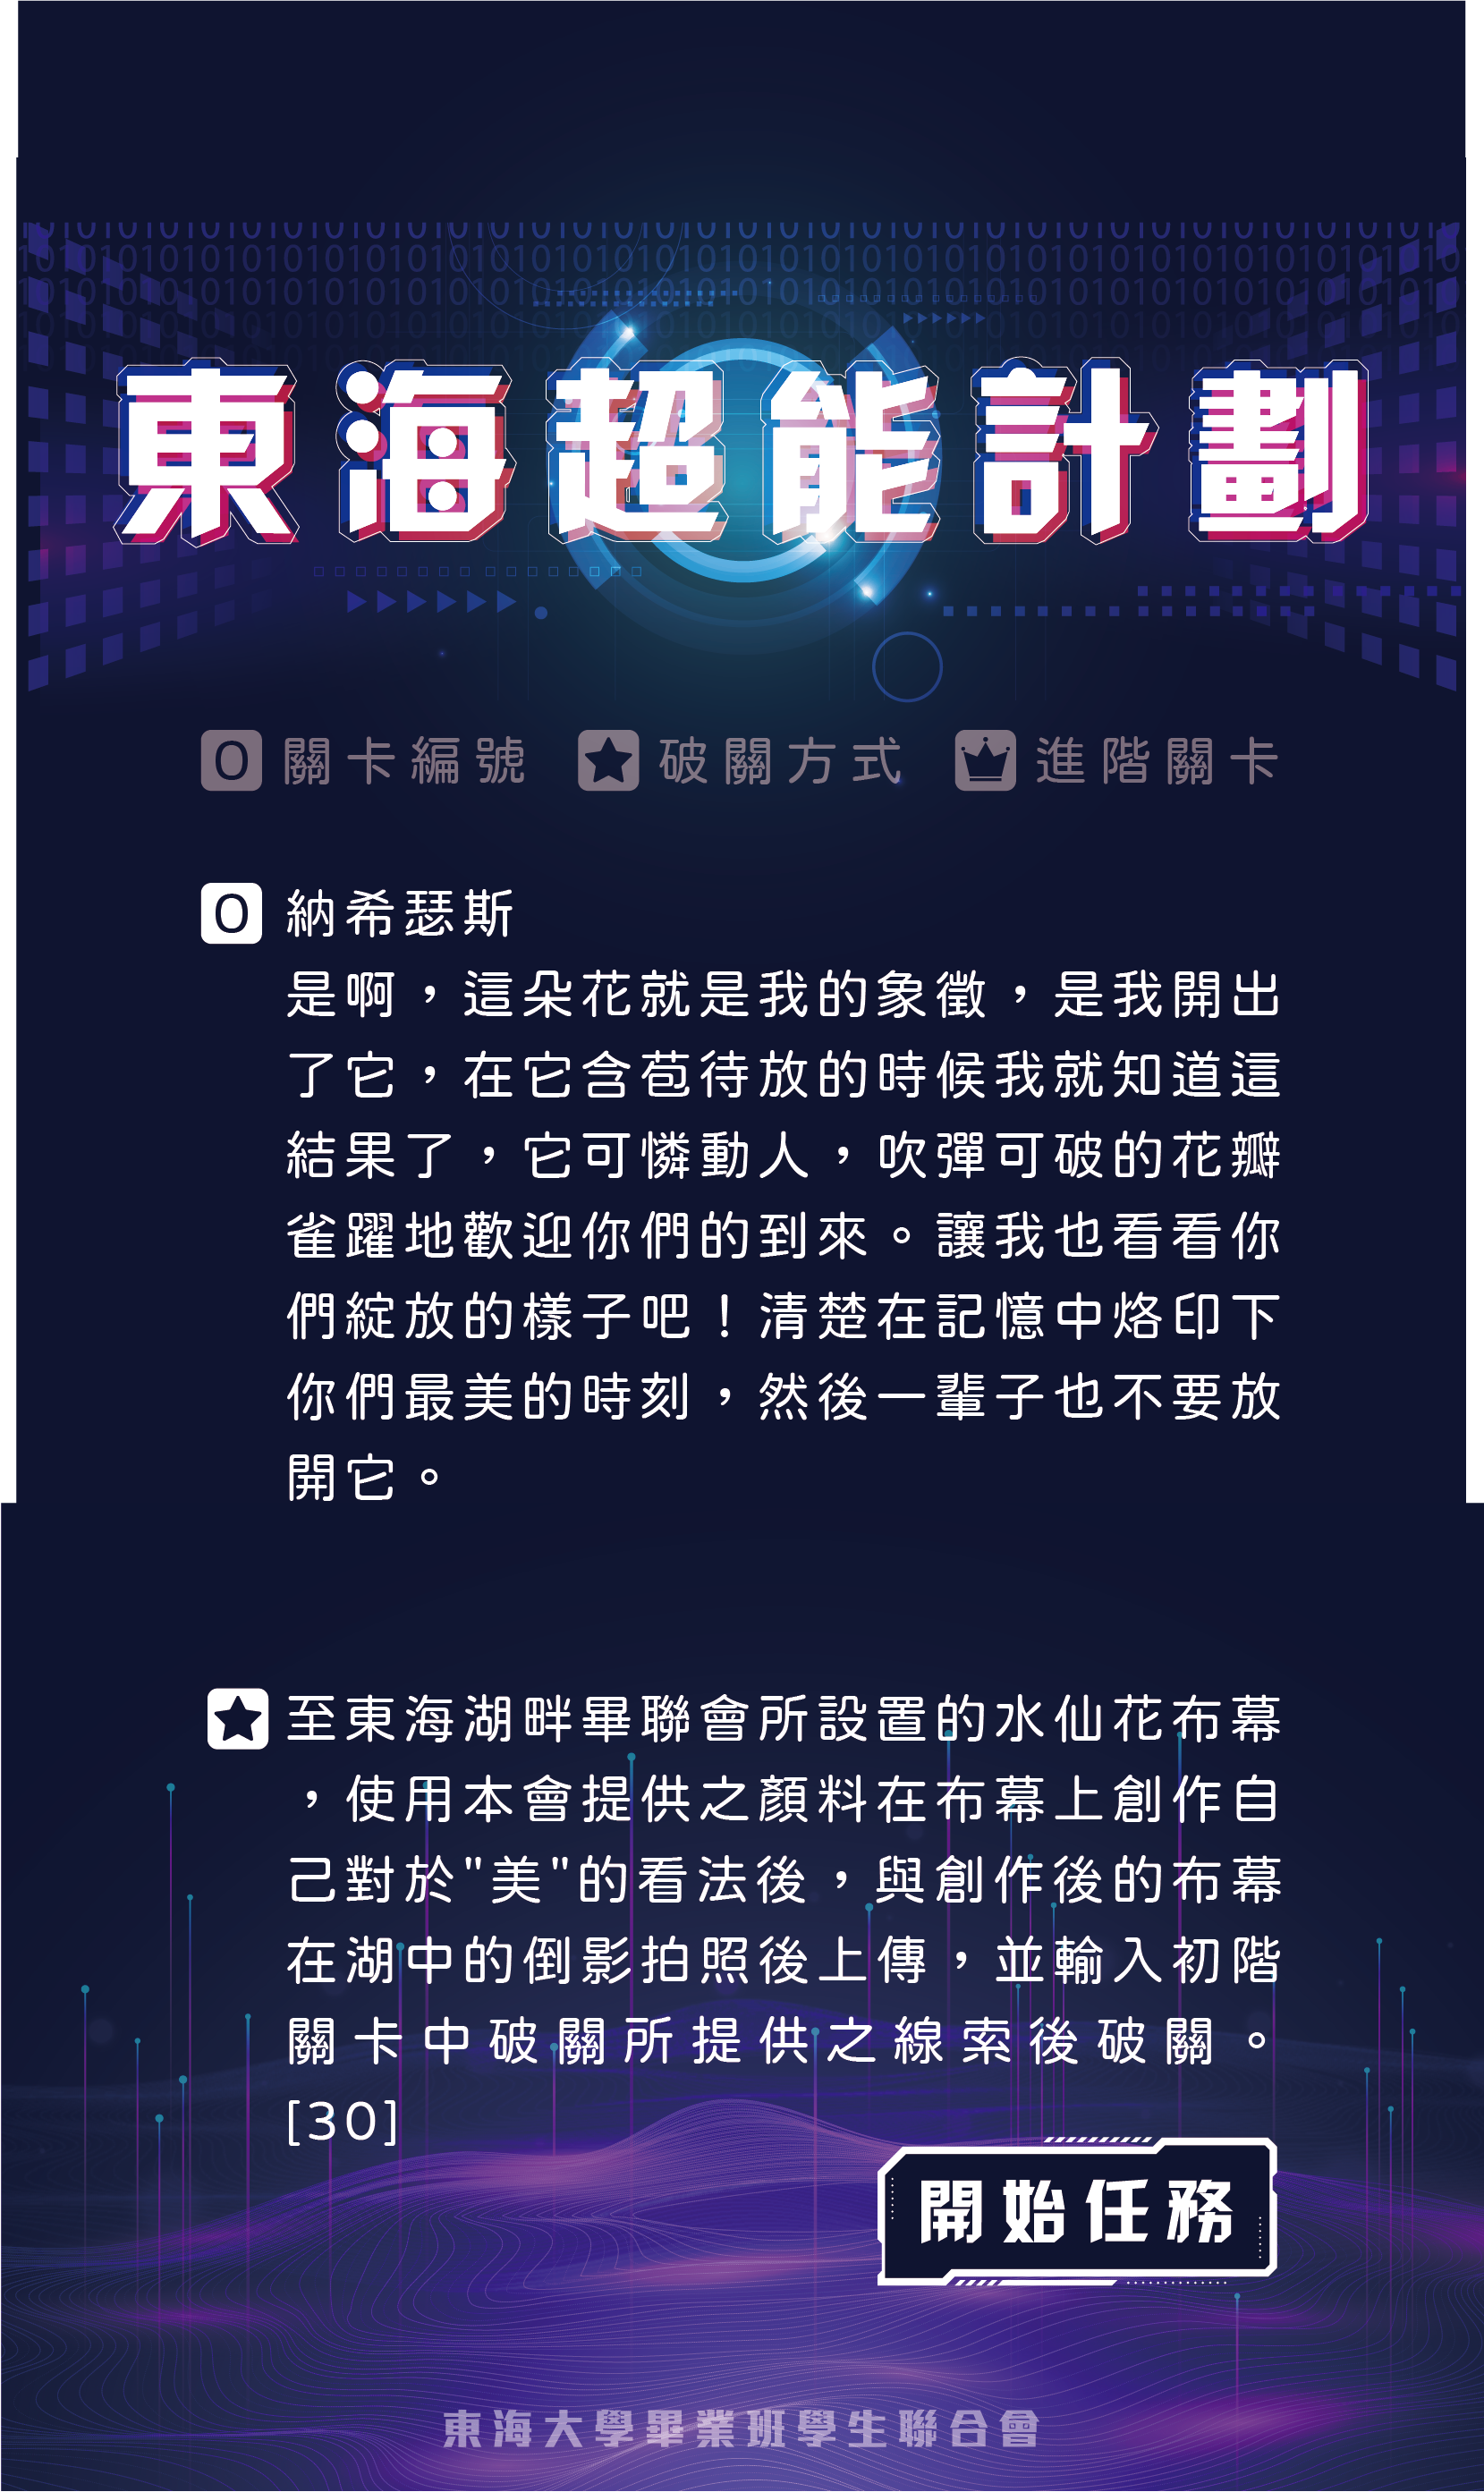 東海超能計劃
O 關卡編號 破關方式 進階關卡
O 納希瑟斯
是啊，這朵花就是我的象徵，是我開出
了它，在它含苞待放的時候我就知道這
結果了，它可憐動人，吹彈可破的花瓣
雀躍地歡迎你們的到來。讓我也看看你
們綻放的樣子吧！清楚在記憶中烙印下
你們最美的時刻，然後一輩子也不要放
開它。
至東海湖畔畢聯會所設置的水仙花布幕
，使用本會提供之顏料在布幕上創作自
己對於"美"的看法後，與創作後的布幕
在湖中的倒影拍照後上傳，並輸入初階
關卡中破關所提供之線索後破關。
[30]
開始任務
東海大學畢業班學生聯合會